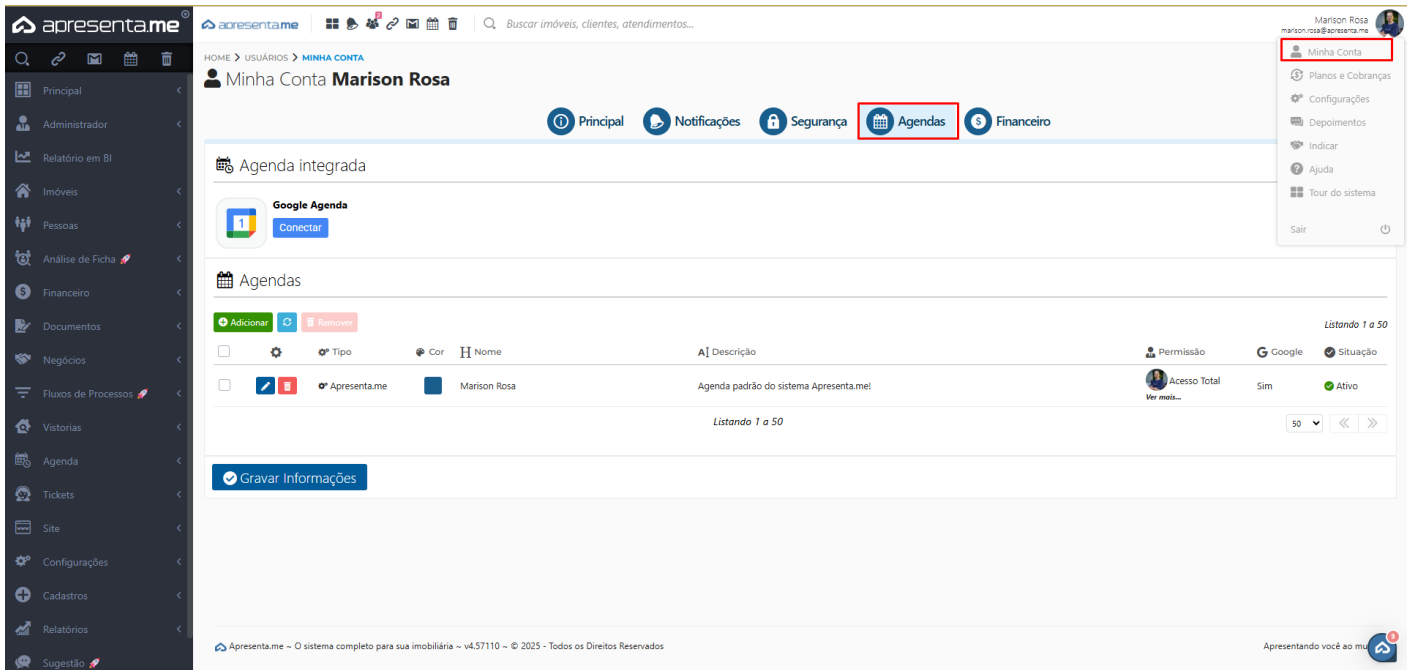 apresenta.me®
apresenta.me
2
Buscar imóveis, clientes, atendimentos...
Marison Rosa
marison.rosa@apresenta.me
Principal
Administrador
Relatório em BI
Imóveis
Pessoas
Análise de Ficha 🚀
Financeiro
Documentos
Negócios
Fluxos de Processos 🚀
Vistorias
Agenda
Tickets
Site
Configurações
Cadastros
Relatórios
Sugestão 🚀
HOME > USUÁRIOS > MINHA CONTA
Minha Conta Marison Rosa
Principal Notificações Segurança Agendas Financeiro
Minha Conta
Planos e Cobranças
Configurações
Depoimentos
Indicar
Ajuda
Tour do sistema
Sair
Agenda integrada
Google Agenda
1
Conectar
Agendas
Adicionar Remover
Listando 1 a 50
Tipo Cor Nome Descrição Permissão Google Situação
Apresenta.me Marison Rosa Agenda padrão do sistema Apresenta.me! Acesso Total Sim Ativo
Ver mais...
Listando 1 a 50
50
Gravar Informações
Apresenta.me ~ O sistema completo para sua imobiliária ~ v4.57110 ~ © 2025 - Todos os Direitos Reservados
Apresentando você ao mu